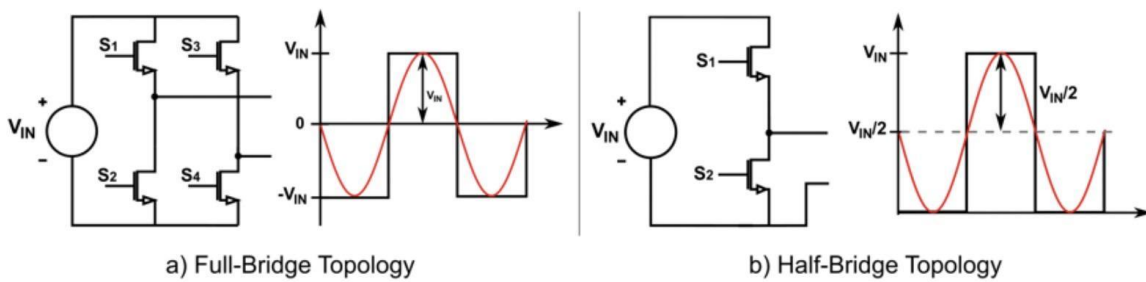 S1
S3
+
VIN
−
S2
S4
VIN
0
-VIN
VIN
a) Full-Bridge Topology
S1
+
VIN
−
S2
VIN
VIN/2
VIN/2
b) Half-Bridge Topology